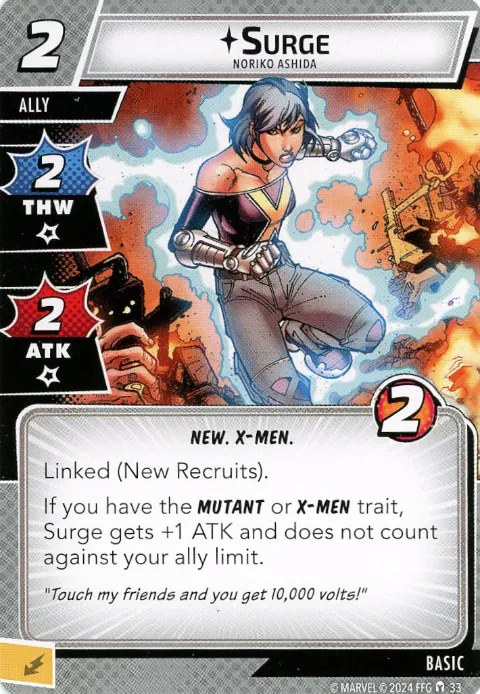 2
SURGE
NORIKO ASHIDA
ALLY
2
THW
2
ATK
2
NEW. X-MEN.
Linked (New Recruits).
If you have the MUTANT or X-MEN trait,
Surge gets +1 ATK and does not count
against your ally limit.
"Touch my friends and you get 10,000 volts!"
BASIC
© MARVEL © 2024 FFG 33